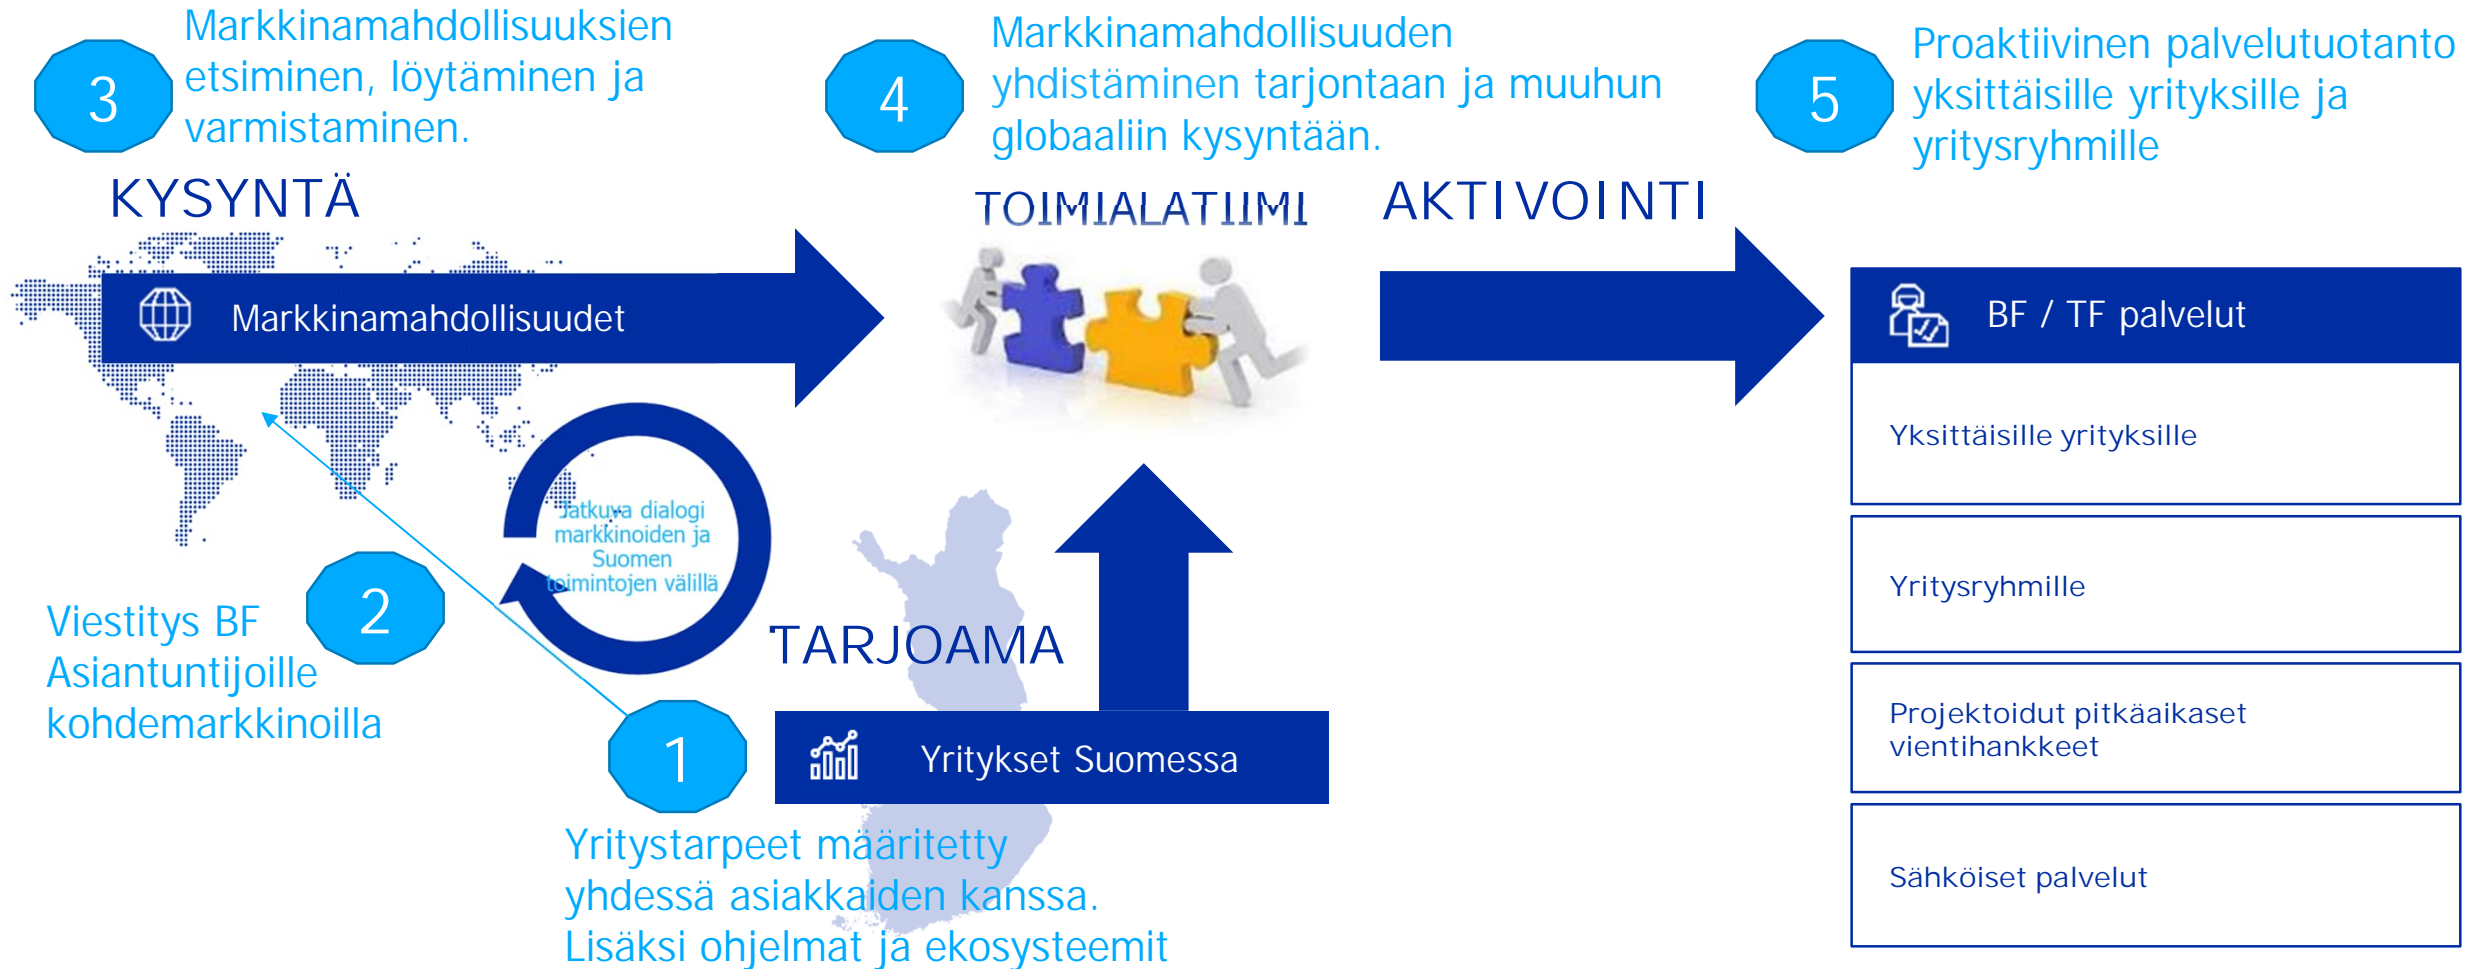 3
Markkinamahdollisuuksien
etsiminen, löytäminen ja
varmistaminen.
4
Markkinamahdollisuuden
yhdistäminen tarjontaan ja muuhun
globaaliin kysyntään.
5
Proaktiivinen palvelutuotanto
yksittäisille yrityksille ja
yritysryhmille
KYSYNTÄ
TOIMIALATIIMI
AKTIVOINTI
Markkinamahdollisuudet
BF / TF palvelut
Yksittäisille yrityksille
Yritysryhmille
Projektoidut pitkäaikaset
vientihankkeet
Sähköiset palvelut
Jatkuva dialogi
markkinoiden ja
Suomen
toimintojen välillä
2
Viestitys BF
Asiantuntijoille
kohdemarkkinoilla
TARJOAMA
1
Yritykset Suomessa
Yritystarpeet määritetty
yhdessä asiakkaiden kanssa.
Lisäksi ohjelmat ja ekosysteemit